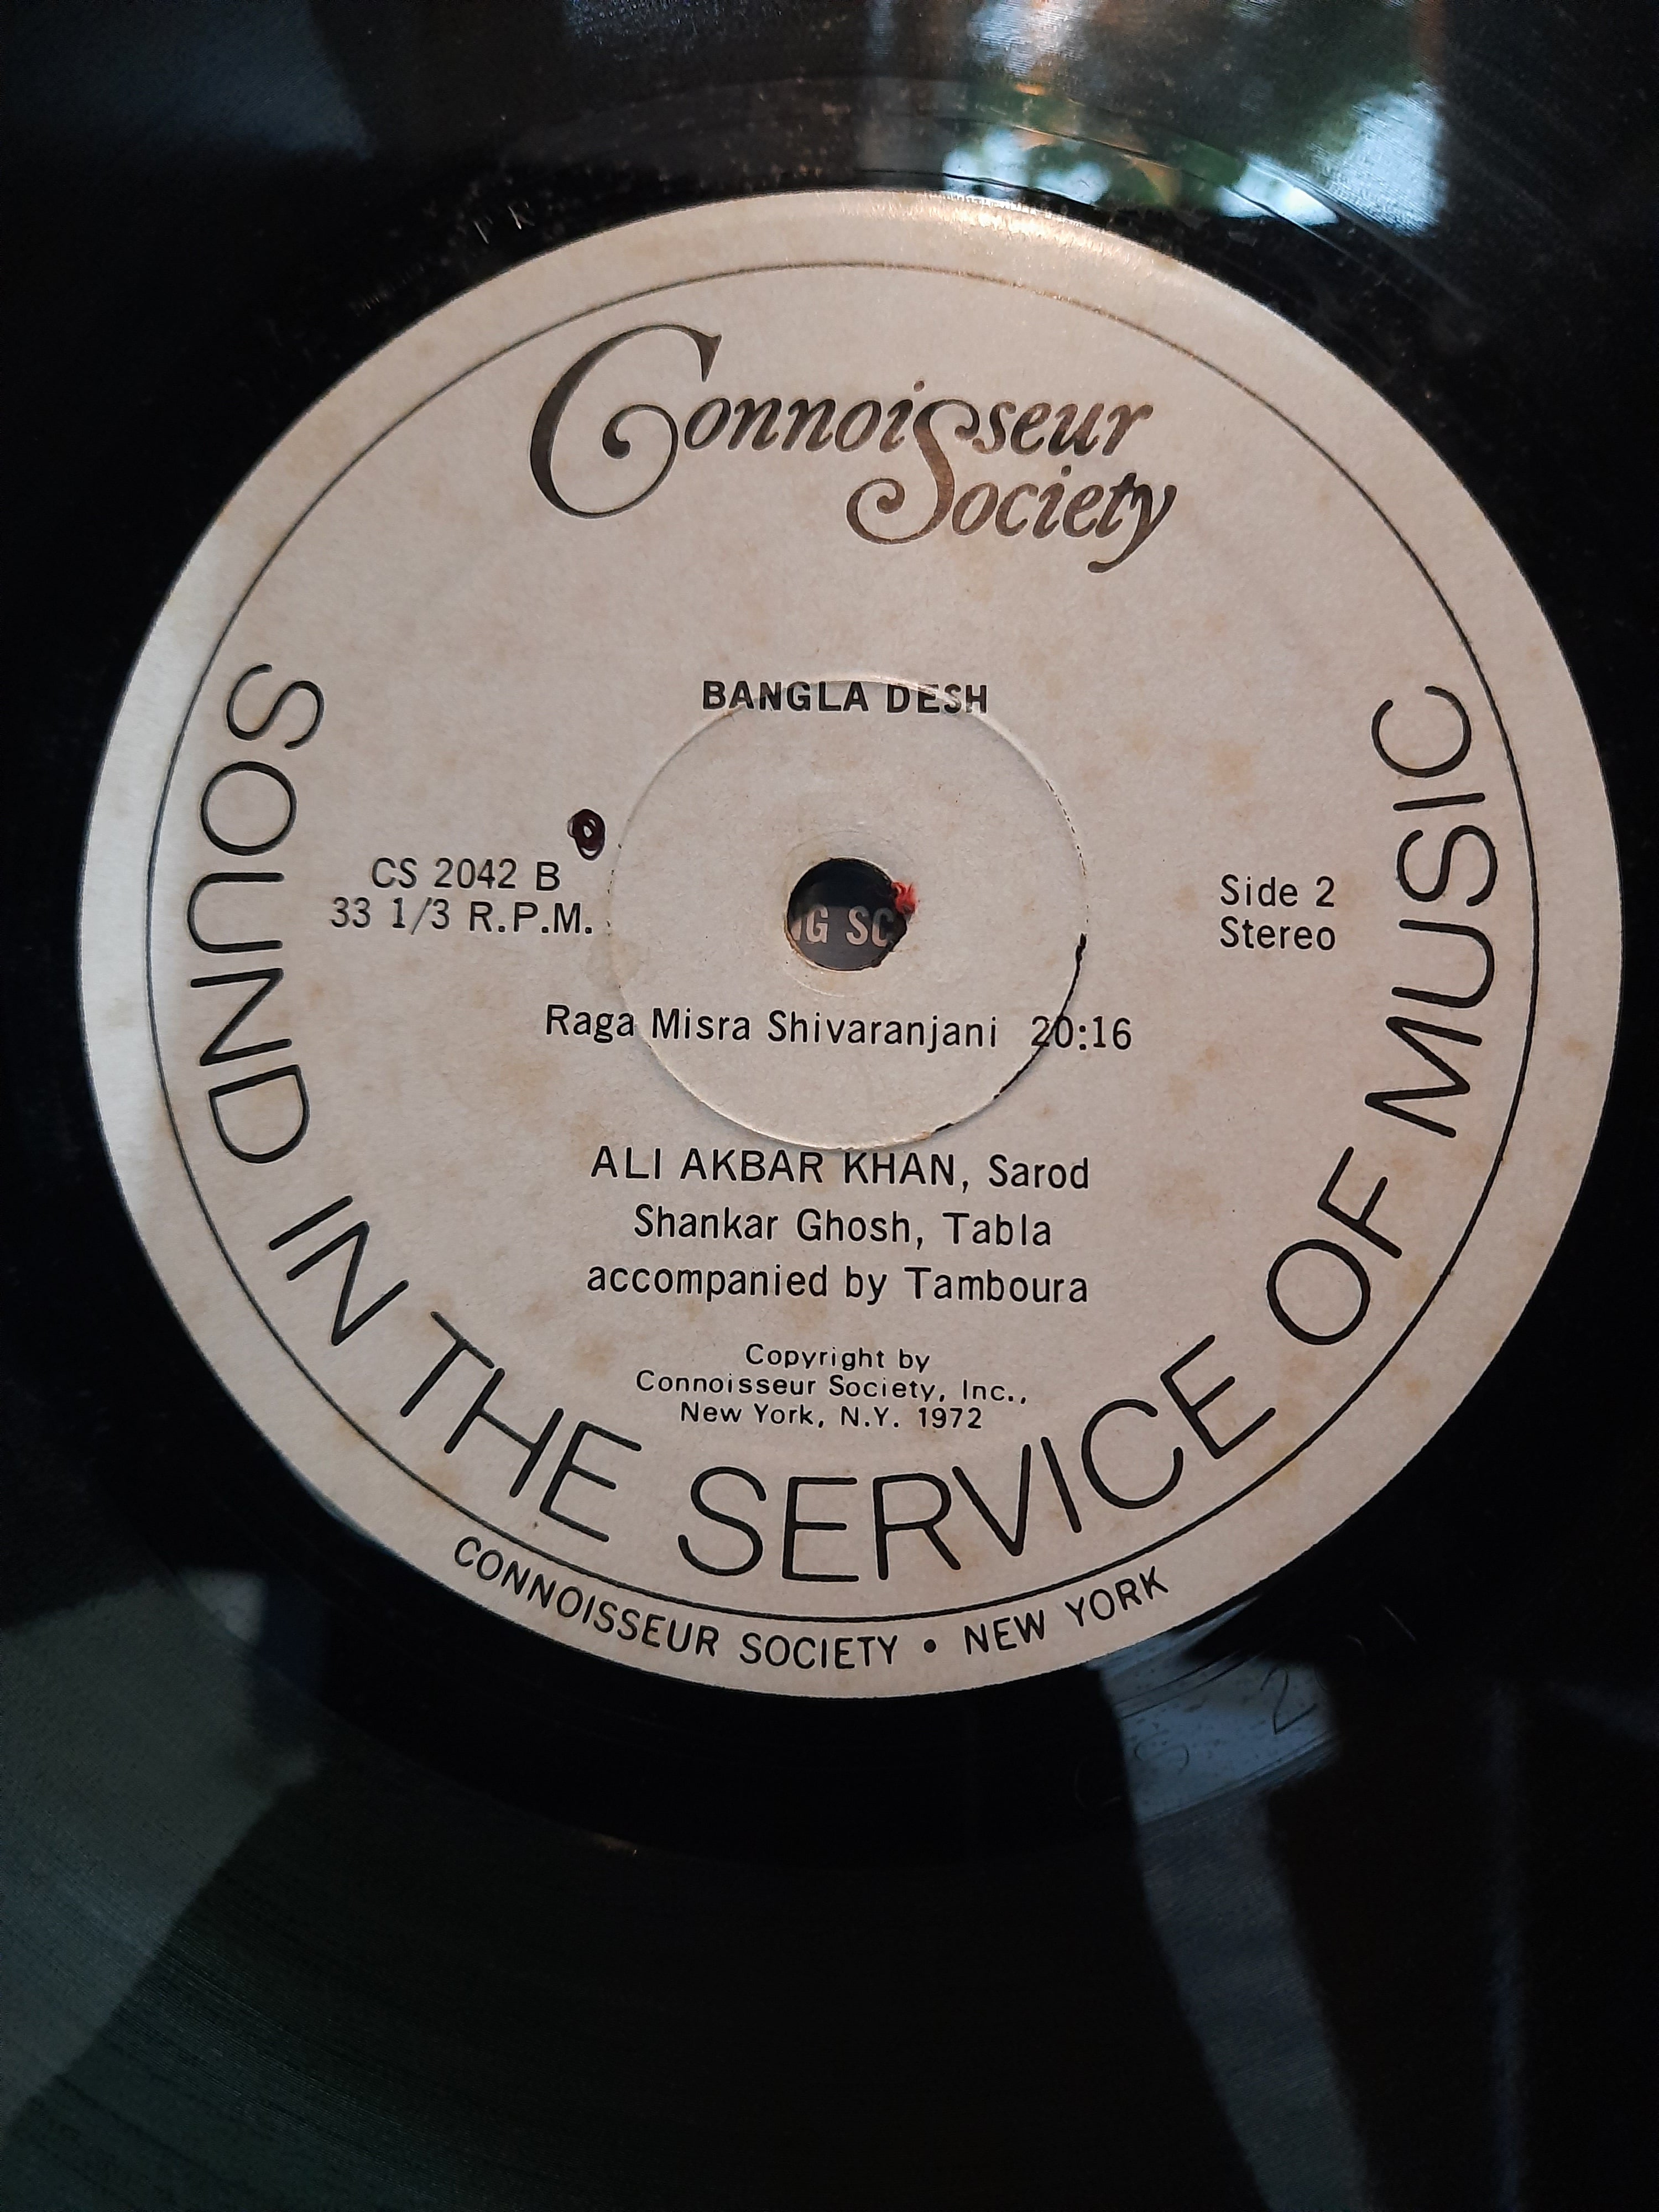 Connoisseur
Society
BANGLA DESH
CS 2042 B
33 1/3 R.P.M.
Side 2
Stereo
Raga Misra Shivaranjani 20:16
ALI AKBAR KHAN, Sarod
Shankar Ghosh, Tabla
accompanied by Tamboura
Copyright by
Connoisseur Society, Inc.,
New York, N.Y. 1972
SOUND IN THE SERVICE OF MUSIC
CONNOISSEUR SOCIETY • NEW YORK